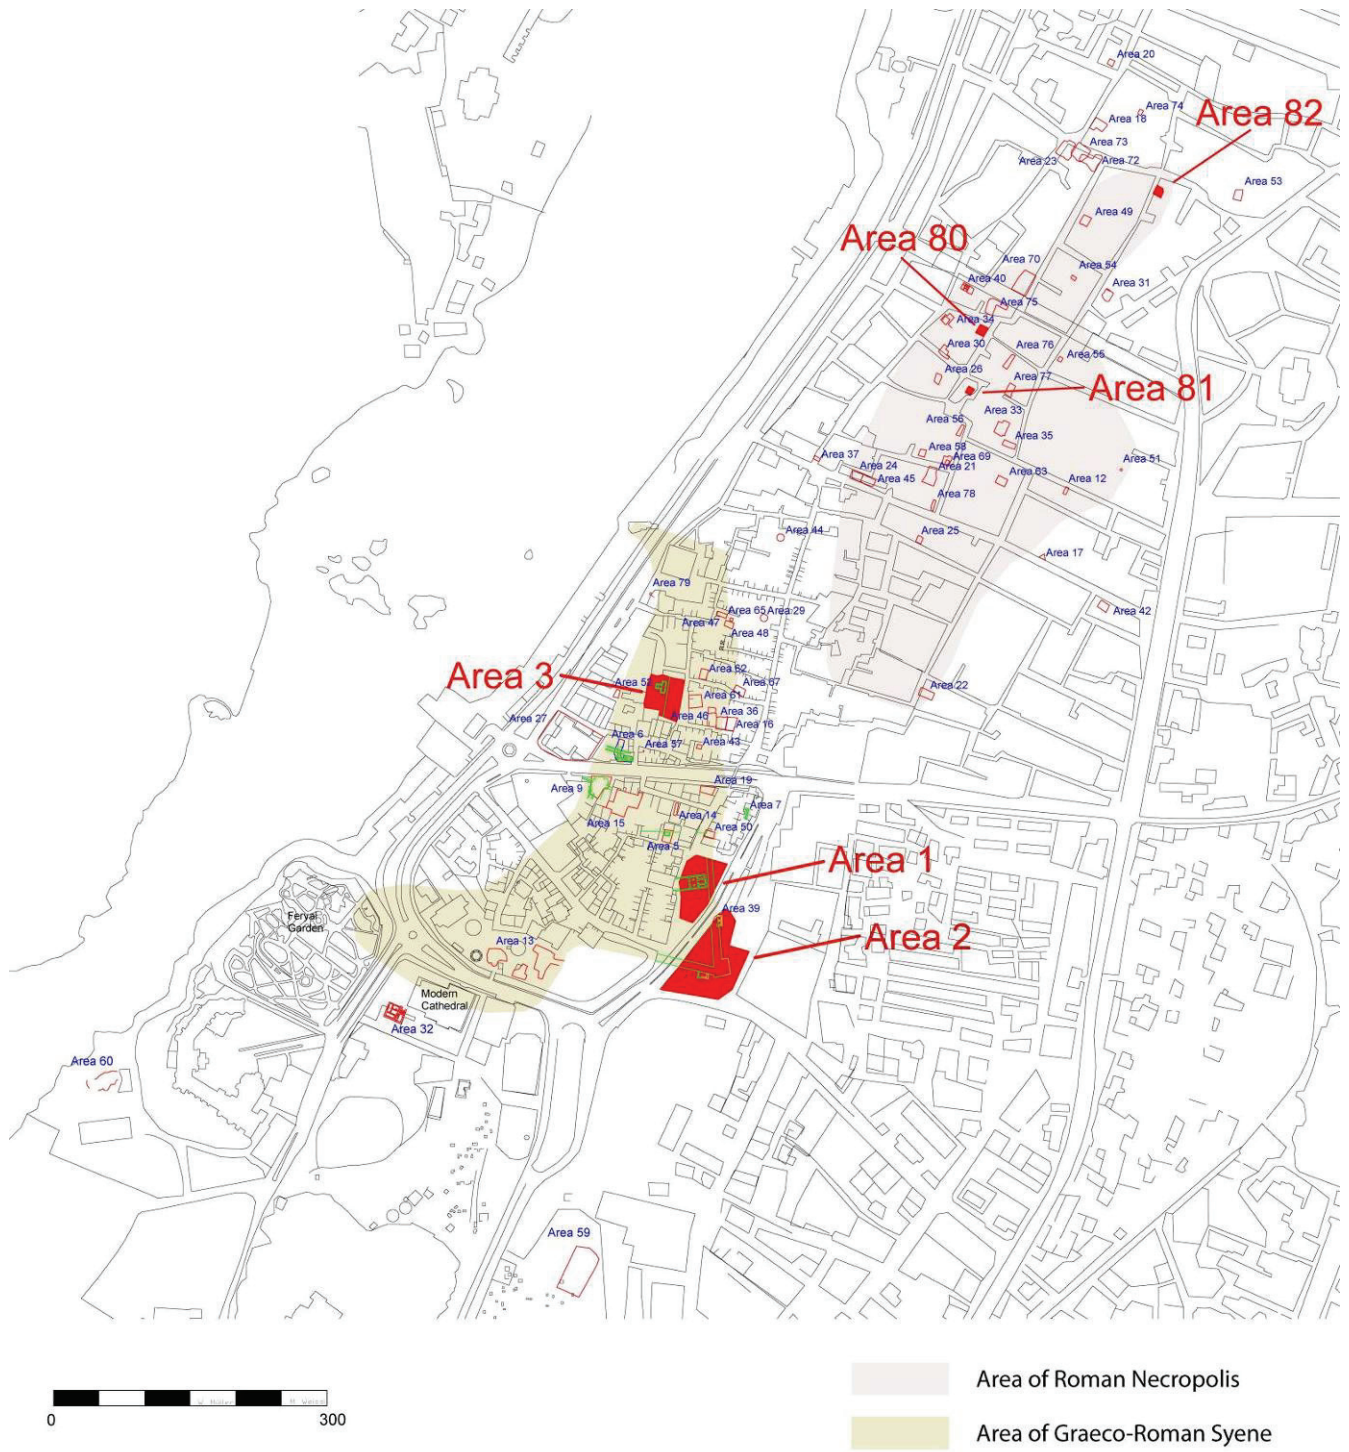 Area 20
Area 74
Area 82
Area 18
Area 73
Area 23
Area 72
Area 53
Area 49
Area 80
Area 70
Area 54
Area 40
Area 31
Area 75
Area 34
Area 30
Area 76
Area 55
Area 26
Area 77
Area 81
Area 33
Area 56
Area 35
Area 58
Area 37
Area 69
Area 24
Area 21
Area 51
Area 63
Area 12
Area 45
Area 78
Area 44
Area 25
Area 17
Area 79
Area 42
Area 65
Area 29
Area 47
Area 48
Area 62
Area 3
Area 52
Area 67
Area 22
Area 61
Area 27
Area 46
Area 36
Area 16
Area 6
Area 57
Area 43
Area 19
Area 9
Area 7
Area 15
Area 14
Area 50
Area 5
Area 1
Area 39
Feryal
Garden
Area 13
Area 2
Modern
Cathedral
Area 32
Area 60
Area 59
0
300
Area of Roman Necropolis
Area of Graeco-Roman Syene